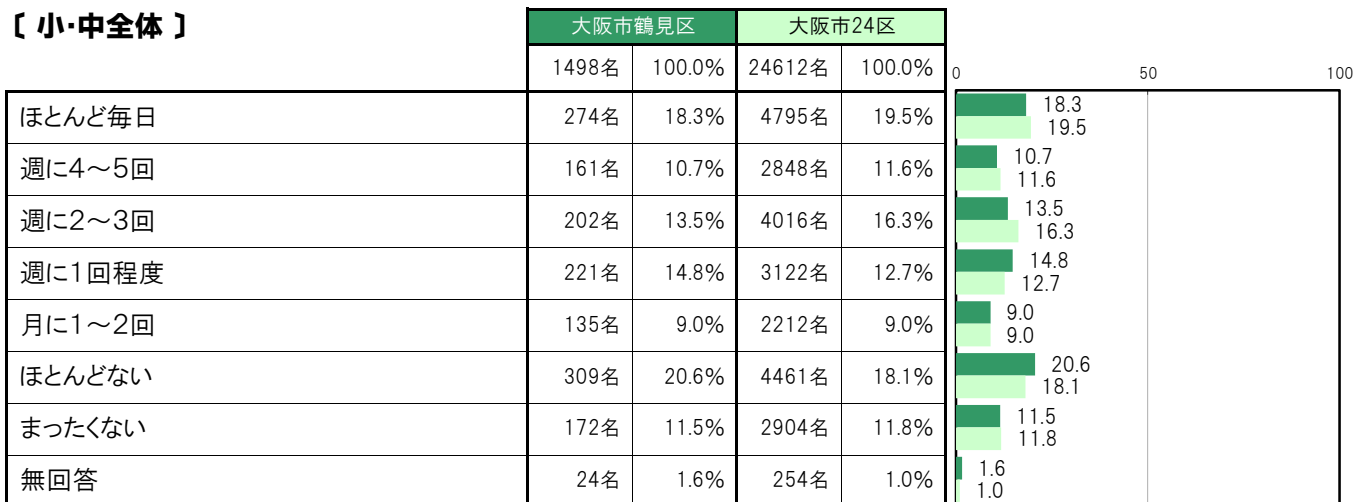 〔 小・中全体 〕
大阪市鶴見区 大阪市24区
1498名 100.0% 24612名 100.0% 0 50 100
ほとんど毎日 274名 18.3% 4795名 19.5% 18.3
19.5
週に4～5回 161名 10.7% 2848名 11.6% 10.7
11.6
週に2～3回 202名 13.5% 4016名 16.3% 13.5
16.3
週に1回程度 221名 14.8% 3122名 12.7% 14.8
12.7
月に1～2回 135名 9.0% 2212名 9.0% 9.0
9.0
ほとんどない 309名 20.6% 4461名 18.1% 20.6
18.1
まったくない 172名 11.5% 2904名 11.8% 11.5
11.8
無回答 24名 1.6% 254名 1.0% 1.6
1.0